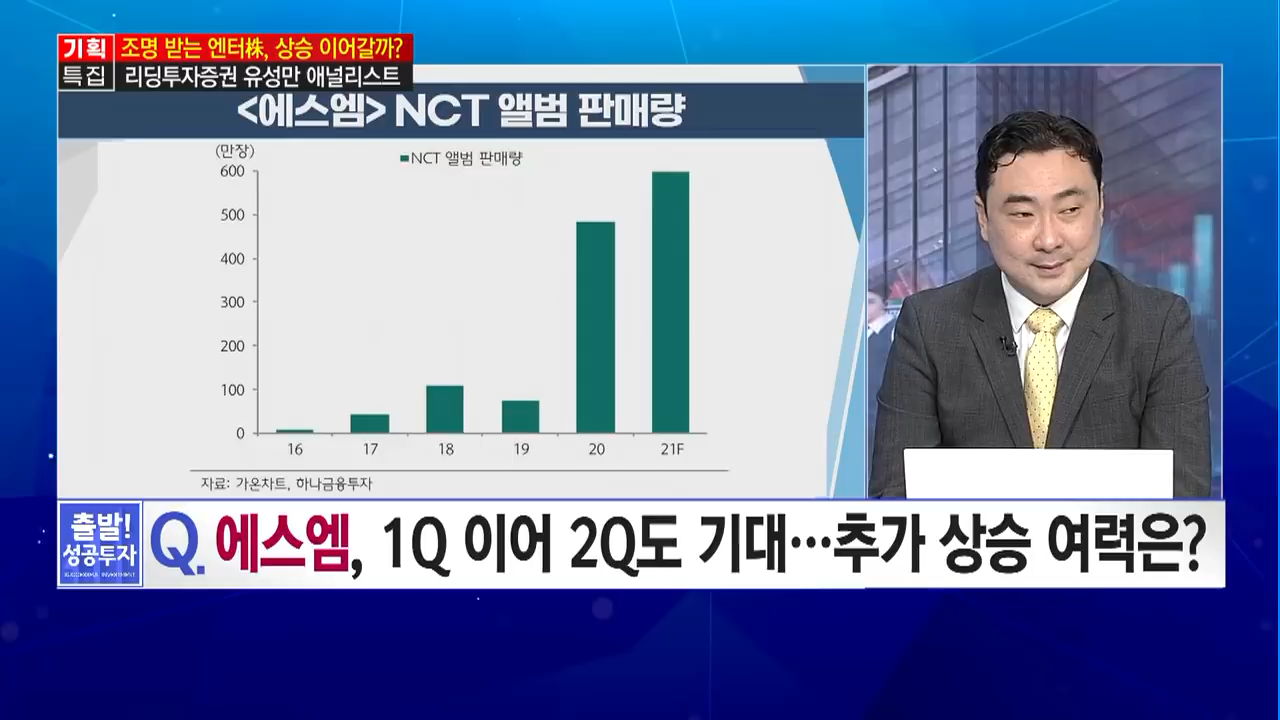 기획 조명 받는 엔터株, 상승 이어갈까?
특집 리딩투자증권 유성만 애널리스트
<에스엠> NCT 앨범 판매량
(만장)
NCT 앨범 판매량
600
500
400
300
200
100
0
16 17 18 19 20 21F
자료: 가온차트, 하나금융투자
출발!
성공투자
Q. 에스엠, 1Q 이어 2Q도 기대…추가 상승 여력은?